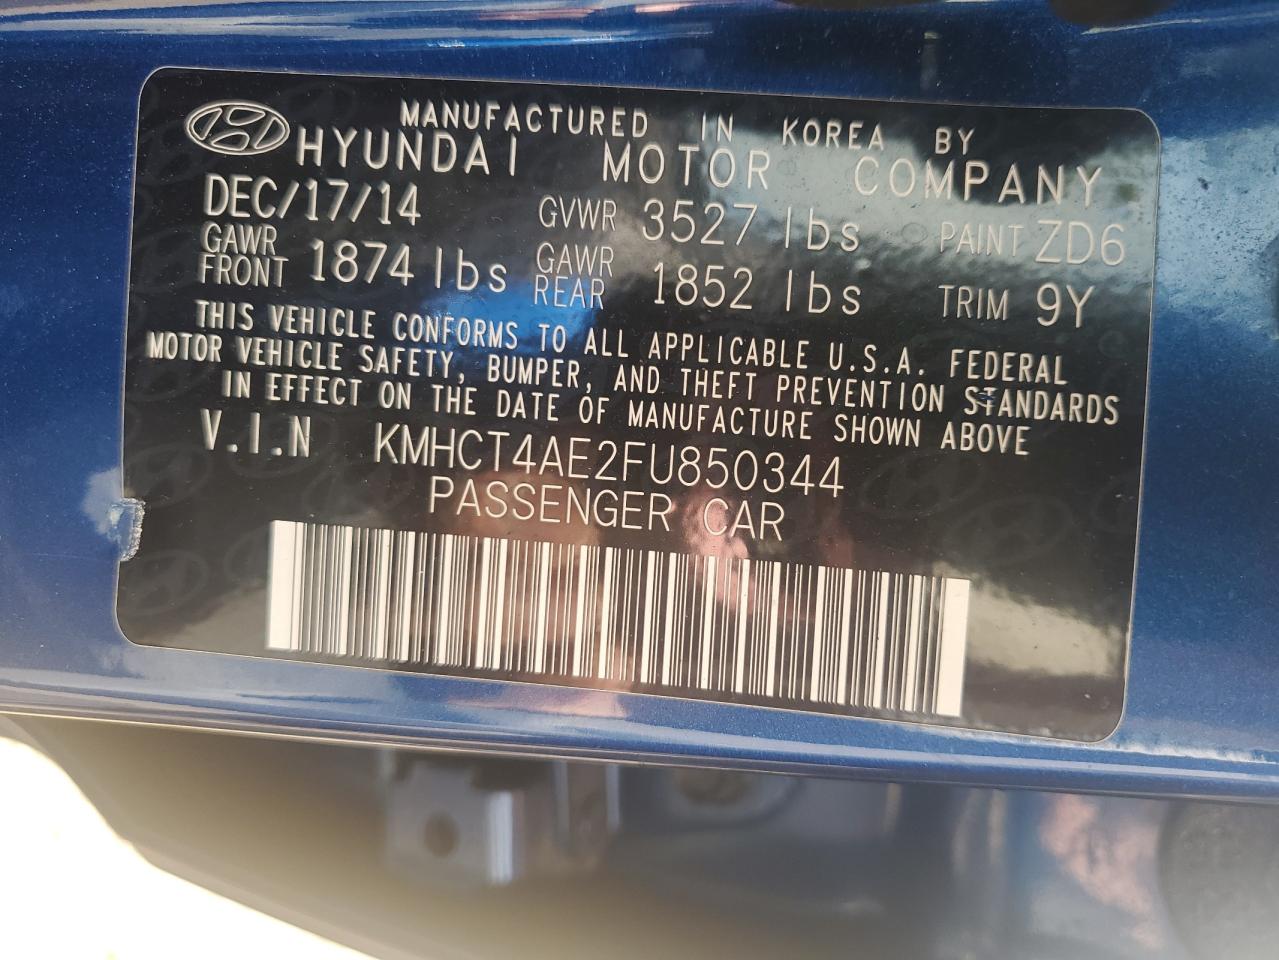 MANUFACTURED IN KOREA BY
HYUNDAI MOTOR COMPANY
DEC/17/14 GVWR 3527 lbs PAINT ZD6
GAWR FRONT 1874 lbs GAWR REAR 1852 lbs TRIM 9Y
THIS VEHICLE CONFORMS TO ALL APPLICABLE U.S.A. FEDERAL
MOTOR VEHICLE SAFETY, BUMPER, AND THEFT PREVENTION STANDARDS
IN EFFECT ON THE DATE OF MANUFACTURE SHOWN ABOVE
V.I.N KMHCT4AE2FU850344
PASSENGER CAR